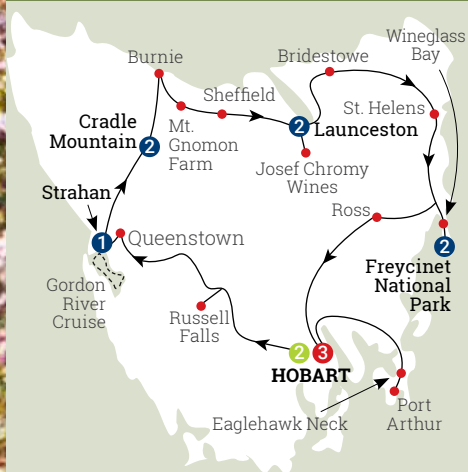 Wineglass
Bay
Burnie
Bridestowe
Sheffield
Cradle
Mountain
2
Mt.
Gnomon
Farm
2
Launceston
St. Helens
Josef Chromy
Wines
Strahan
1
Queenstown
Ross
2
Freycinet
National
Park
Gordon
River
Cruise
Russell
Falls
2
3
HOBART
Eaglehawk Neck
Port
Arthur